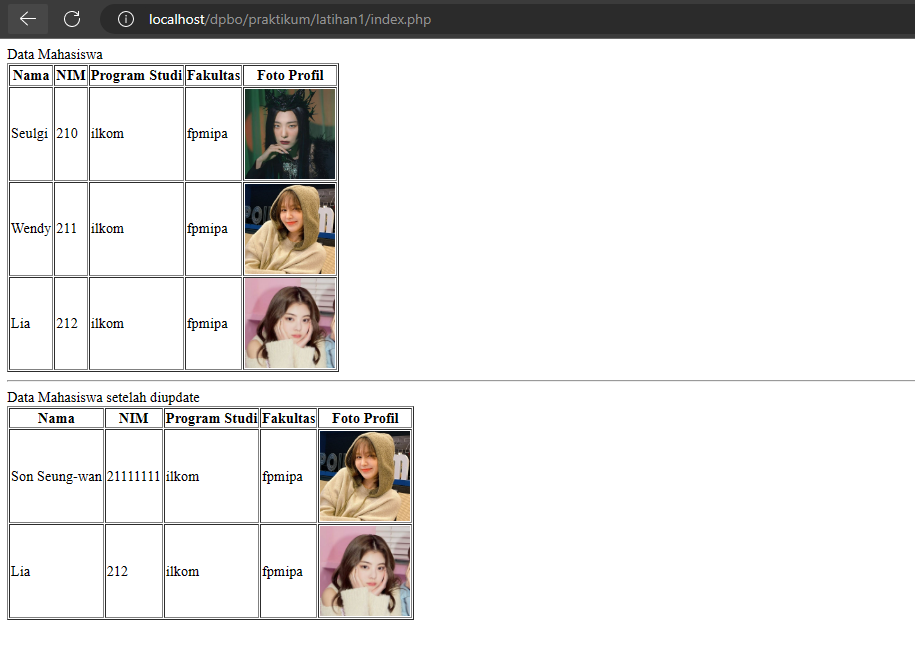 localhost/dpbo/praktikum/latihan1/index.php
Data Mahasiswa
Nama NIM Program Studi Fakultas Foto Profil
Seulgi 210 ilkom fpmipa
Wendy 211 ilkom fpmipa
Lia 212 ilkom fpmipa
Data Mahasiswa setelah diupdate
Nama NIM Program Studi Fakultas Foto Profil
Son Seung-wan 21111111 ilkom fpmipa
Lia 212 ilkom fpmipa